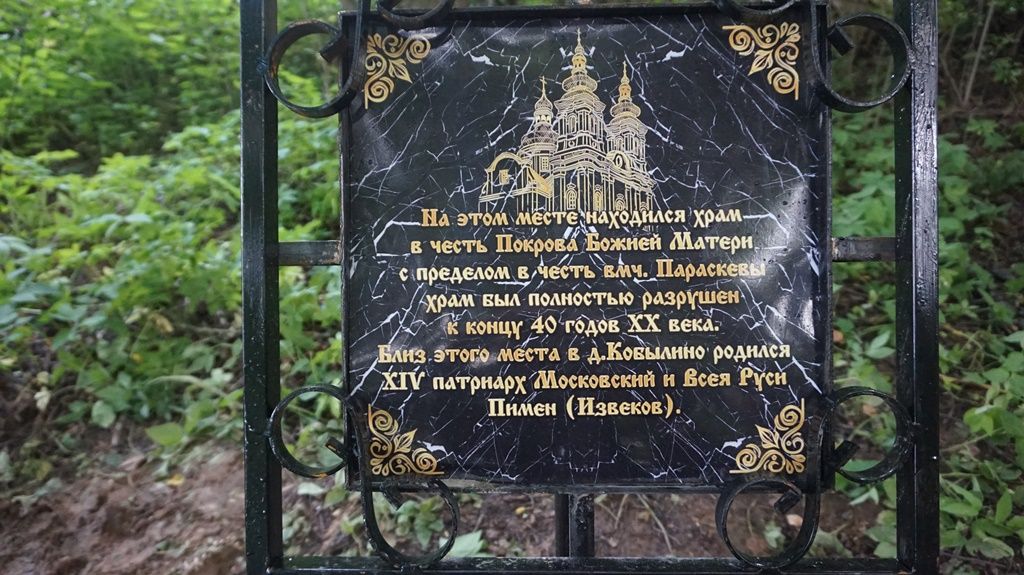 На этом месте находился храм
в честь Покрова Божией Матери
с пределом в честь вмч. Параскевы
храм был полностью разрушен
к концу 40 годов XX века.
Близ этого места в д.Кобылино родился
XIV патриарх Московский и Всея Руси
Пимен (Извеков).